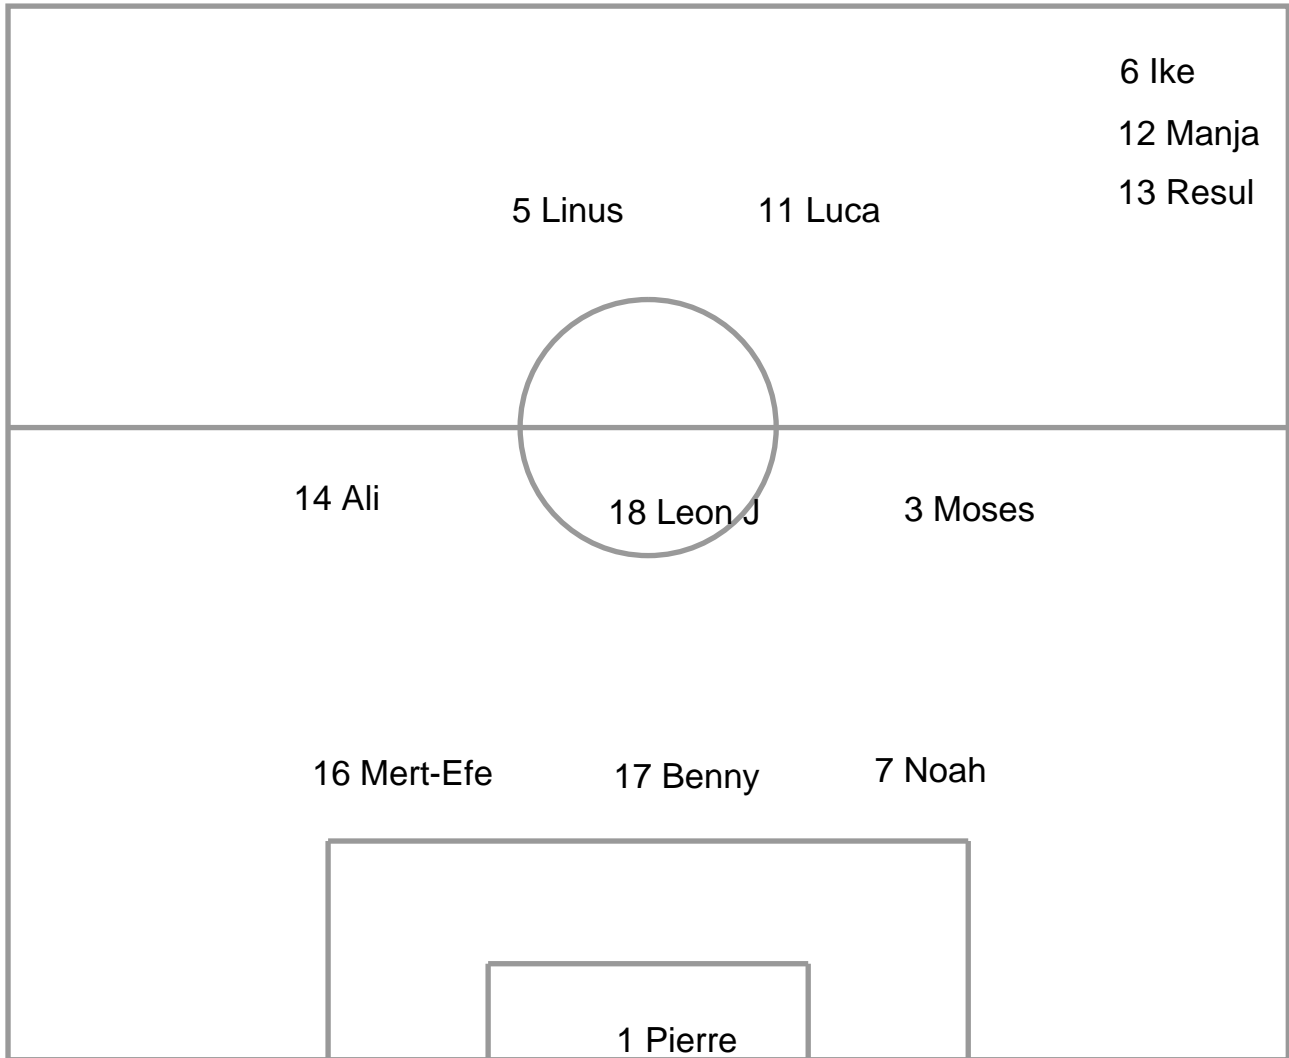 6 Ike
12 Manja
13 Resul
5 Linus
11 Luca
14 Ali
18 Leon J
3 Moses
16 Mert-Efe
17 Benny
7 Noah
1 Pierre